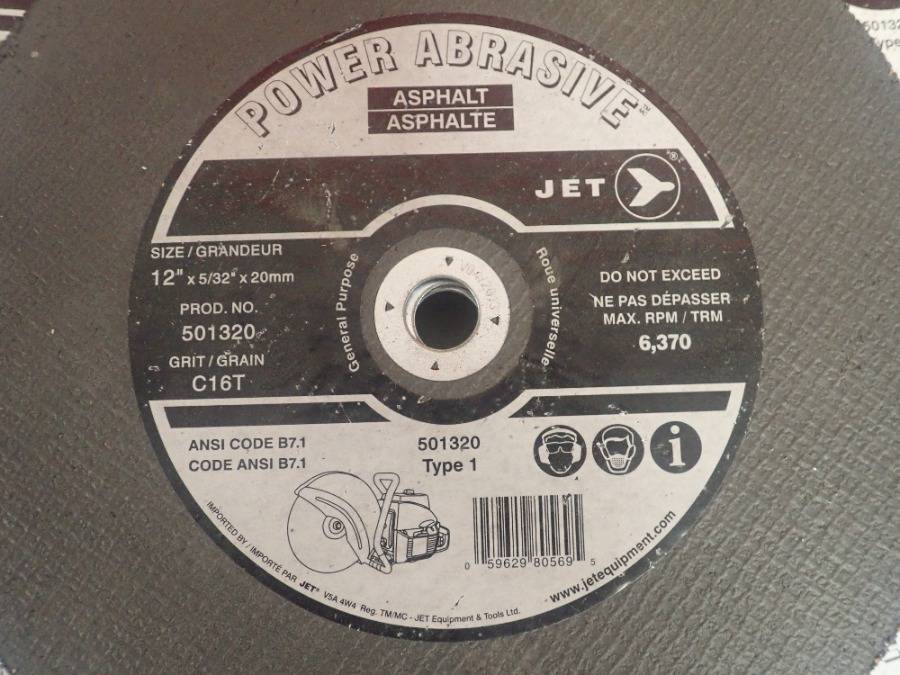 POWER ABRASIVE
ASPHALT
ASPHALTE
JET
SIZE / GRANDEUR
12" x 5/32" x 20mm
PROD. NO.
501320
GRIT / GRAIN
C16T
General Purpose
Roue universelle
DO NOT EXCEED
NE PAS DÉPASSER
MAX. RPM / TRM
6,370
ANSI CODE B7.1
CODE ANSI B7.1
501320
Type 1
i
0 59629 80569 5
www.jetequipment.com
IMPORTED BY / IMPORTÉ PAR JET® V5A 4W4 Reg. TM/MC - JET Equipment & Tools Ltd.